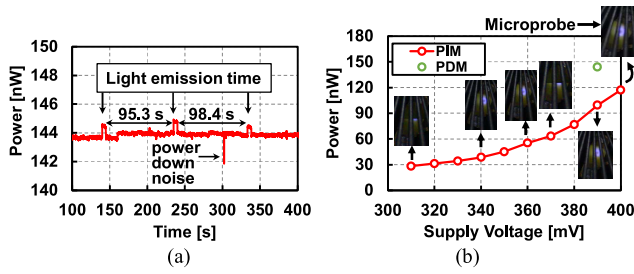 150
148
146
144
142
140
Power [nW]
Light emission time
95.3 s
98.4 s
power
down
noise
100 150 200 250 300 350 400
Time [s]
(a)
Microprobe
180
150
120
90
60
30
0
Power [nW]
PIM
PDM
300 320 340 360 380 400
Supply Voltage [mV]
(b)